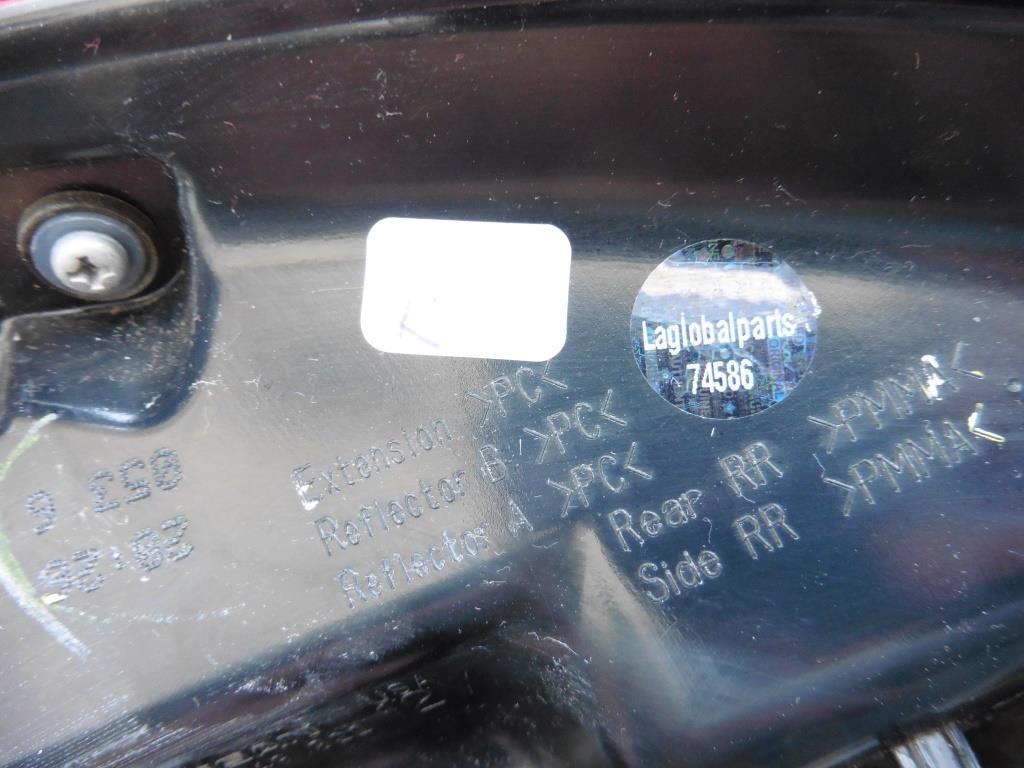 Laglobalparts
74586
Extension >PC<
Reflector B >PC<
Reflector A >PC<
Rear RR >PMMA<
Side RR >PMMA<